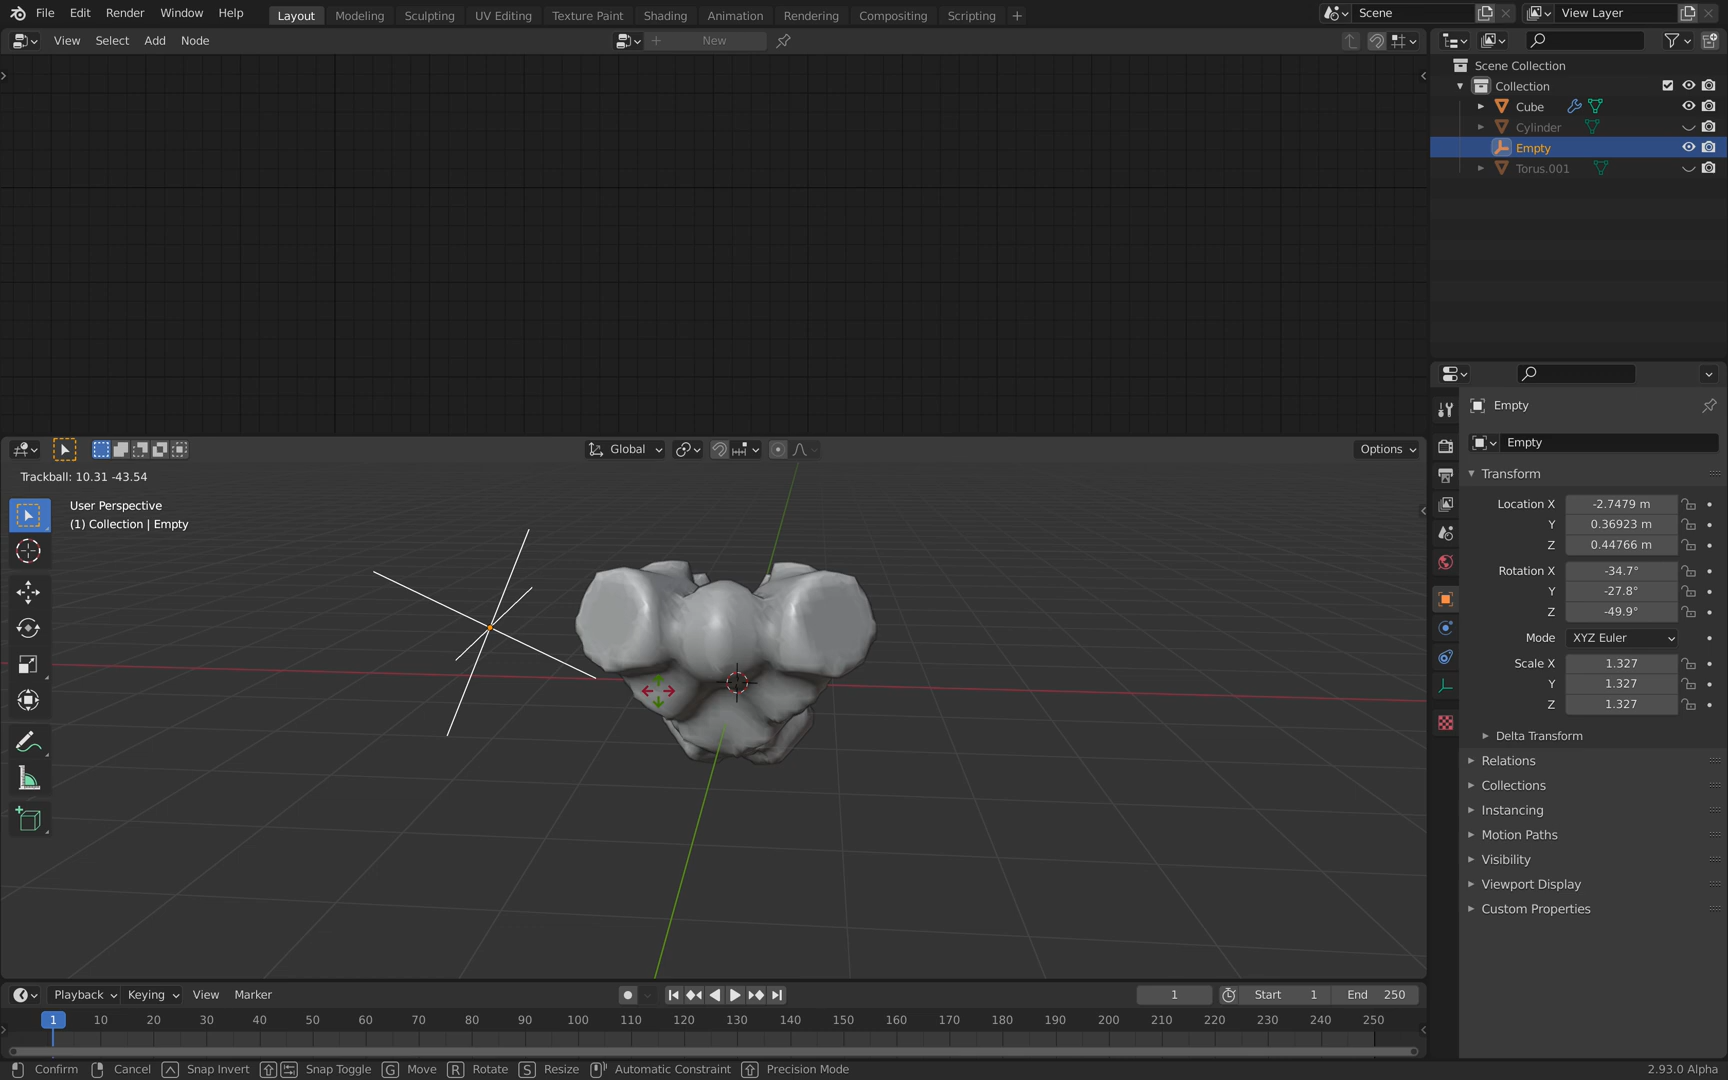 File Edit Render Window Help Layout Modeling Sculpting UV Editing Texture Paint Shading Animation Rendering Compositing Scripting + Scene View Layer
View Select Add Node New
Scene Collection
Collection
Cube
Cylinder
Empty
Torus.001
Empty
Empty
Transform
Location X -2.7479 m
Y 0.36923 m
Z 0.44766 m
Rotation X -34.7°
Y -27.8°
Z -49.9°
Mode XYZ Euler
Scale X 1.327
Y 1.327
Z 1.327
Delta Transform
Relations
Collections
Instancing
Motion Paths
Visibility
Viewport Display
Custom Properties
Global Options
Trackball: 10.31 -43.54
User Perspective
(1) Collection | Empty
Playback Keying View Marker 1 Start 1 End 250
1 10 20 30 40 50 60 70 80 90 100 110 120 130 140 150 160 170 180 190 200 210 220 230 240 250
Confirm Cancel Snap Invert Snap Toggle G Move R Rotate S Resize Automatic Constraint Precision Mode 2.93.0 Alpha